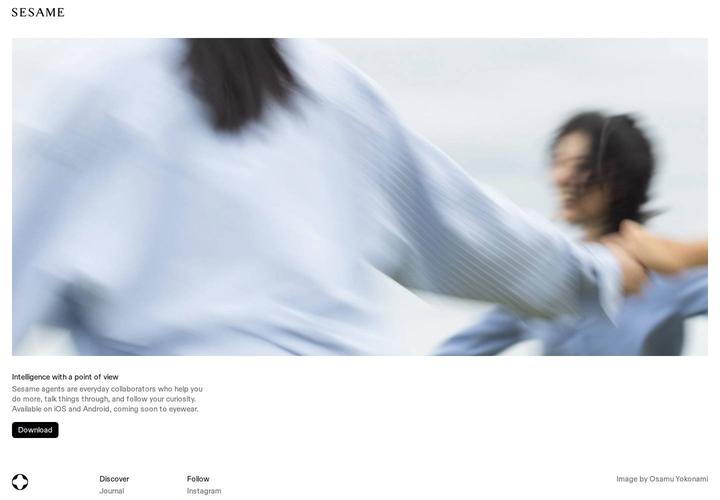 SESAME
Intelligence with a point of view
Sesame agents are everyday collaborators who help you
do more, talk things through, and follow your curiosity.
Available on iOS and Android, coming soon to eyewear.
Download
Discover
Journal
Follow
Instagram
Image by Osamu Yokonami